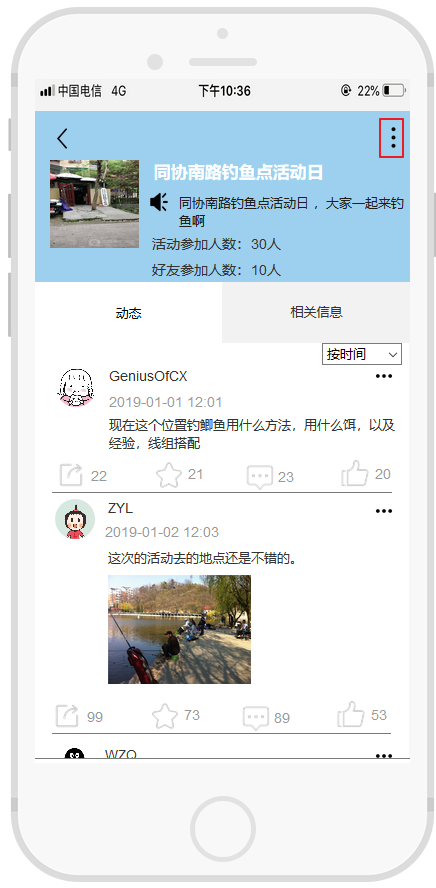 中国电信 4G 下午10:36 22%
同协南路钓鱼点活动日
同协南路钓鱼点活动日 ，大家一起来钓
鱼啊
活动参加人数：30人
好友参加人数：10人
动态 相关信息
按时间
GeniusOfCX
2019-01-01 12:01
现在这个位置钓鲫鱼用什么方法，用什么饵，以及
经验，线组搭配
22 21 23 20
ZYL
2019-01-02 12:03
这次的活动去的地点还是不错的。
99 73 89 53
WZQ